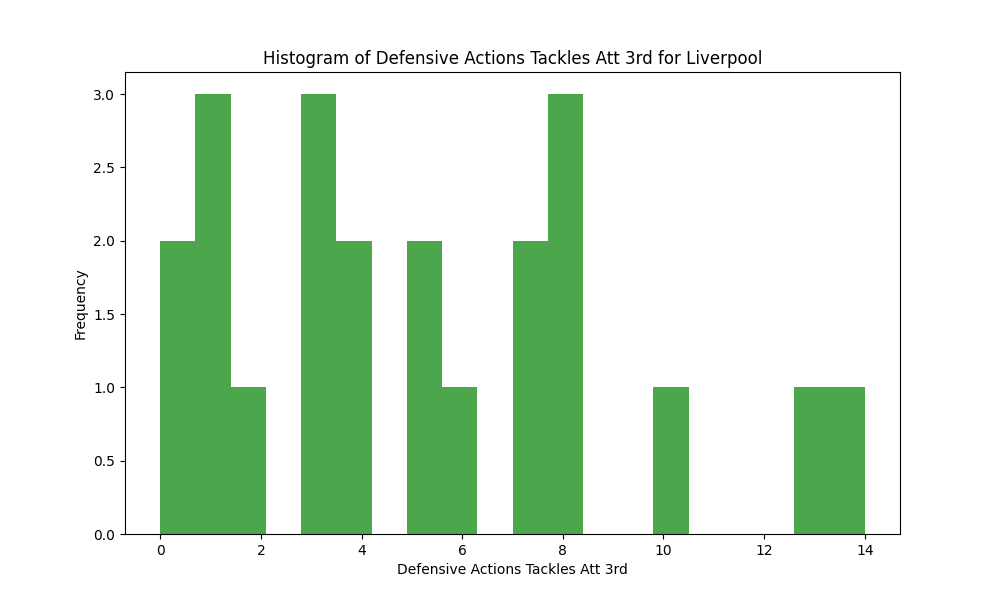 Histogram of Defensive Actions Tackles Att 3rd for Liverpool
3.0
2.5
2.0
1.5
1.0
0.5
0.0
Frequency
0 2 4 6 8 10 12 14
Defensive Actions Tackles Att 3rd